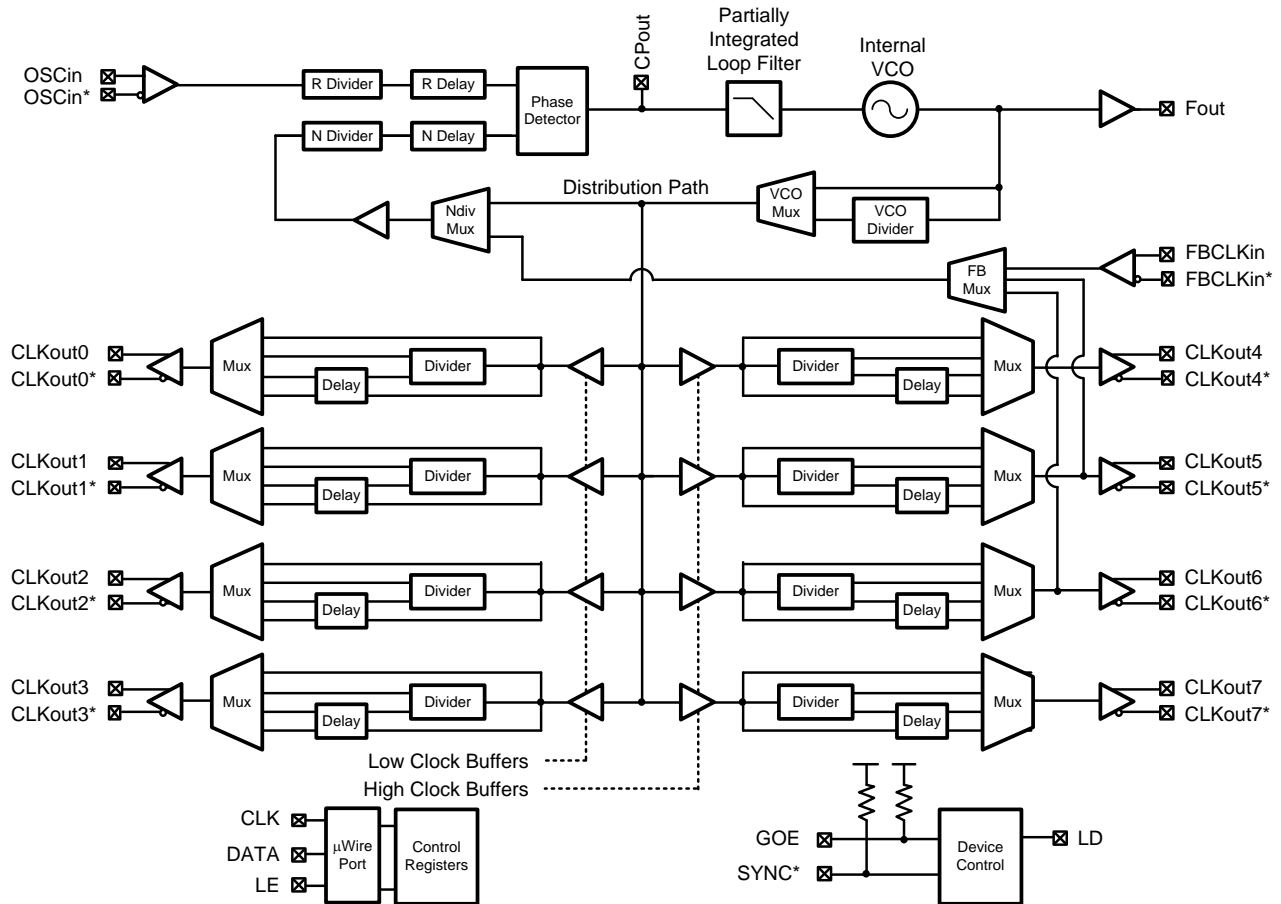 Partially
Integrated
Loop Filter
Internal
VCO
CPout
OSCin
OSCin*
R Divider
R Delay
Phase
Detector
N Divider
N Delay
Fout
Distribution Path
Ndiv
Mux
VCO
Mux
VCO
Divider
FB
Mux
FBCLKin
FBCLKin*
CLKout0
CLKout0*
Mux
Divider
Delay
Divider
Delay
Mux
CLKout4
CLKout4*
CLKout1
CLKout1*
Mux
Divider
Delay
Divider
Delay
Mux
CLKout5
CLKout5*
CLKout2
CLKout2*
Mux
Divider
Delay
Divider
Delay
Mux
CLKout6
CLKout6*
CLKout3
CLKout3*
Mux
Divider
Delay
Divider
Delay
Mux
CLKout7
CLKout7*
Low Clock Buffers
High Clock Buffers
CLK
DATA
LE
μWire
Port
Control
Registers
GOE
SYNC*
Device
Control
LD